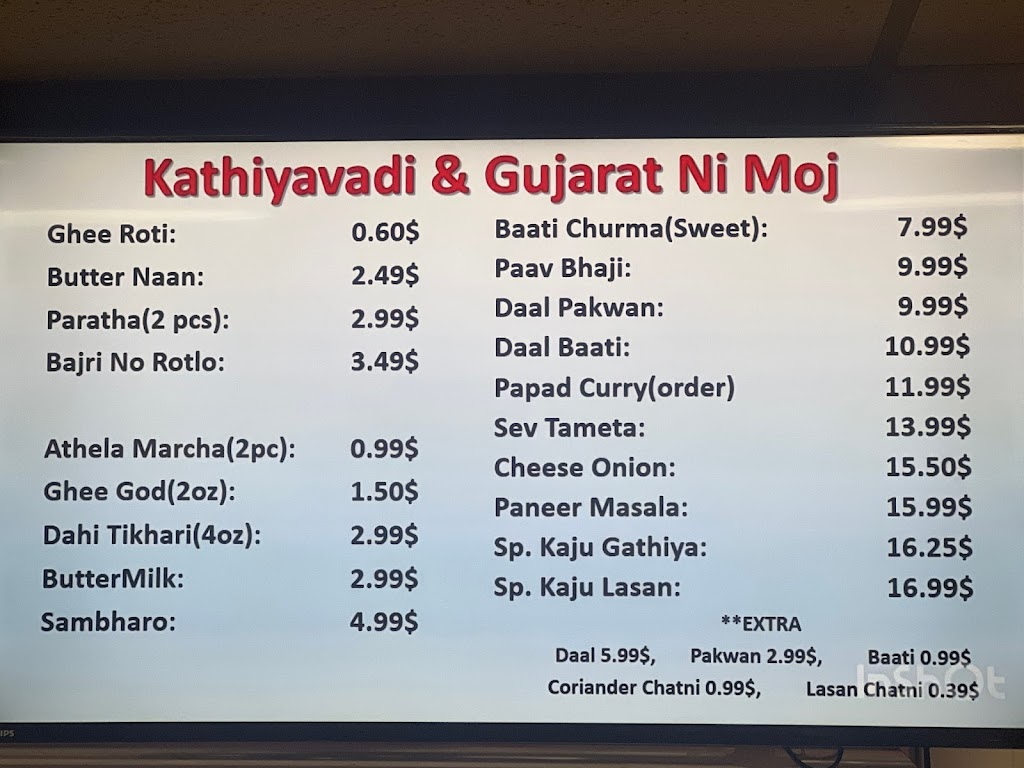 Kathiyavadi & Gujarat Ni Moj
Ghee Roti: 0.60$
Butter Naan: 2.49$
Paratha(2 pcs): 2.99$
Bajri No Rotlo: 3.49$
Athela Marcha(2pc): 0.99$
Ghee God(2oz): 1.50$
Dahi Tikhari(4oz): 2.99$
ButterMilk: 2.99$
Sambharo: 4.99$
Baati Churma(Sweet): 7.99$
Paav Bhaji: 9.99$
Daal Pakwan: 9.99$
Daal Baati: 10.99$
Papad Curry(order) 11.99$
Sev Tameta: 13.99$
Cheese Onion: 15.50$
Paneer Masala: 15.99$
Sp. Kaju Gathiya: 16.25$
Sp. Kaju Lasan: 16.99$
**EXTRA
Daal 5.99$, Pakwan 2.99$, Baati 0.99$
Coriander Chatni 0.99$, Lasan Chatni 0.39$
InShOt